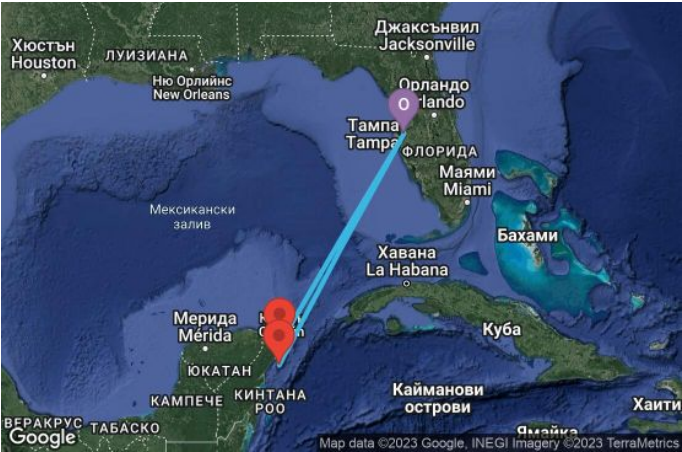 Джаксънвил
Jacksonville
Хюстън
Houston
ЛУИЗИАНА
Ню Орлийнс
New Orleans
Орландо
O
Тампа
Tampa
ФЛОРИДА
Маями
Miami
Мексикански
залив
Бахами
Хавана
La Habana
Мерида
Mérida
Куба
ЮКАТАН
КАМПЕЧЕ
КИНТАНА
РОО
Кайманови
острови
Хаити
ВЕРАКРУС
ТАБАСКО
Ямайка
Google
Map data ©2023 Google, INEGI Imagery ©2023 TerraMetrics